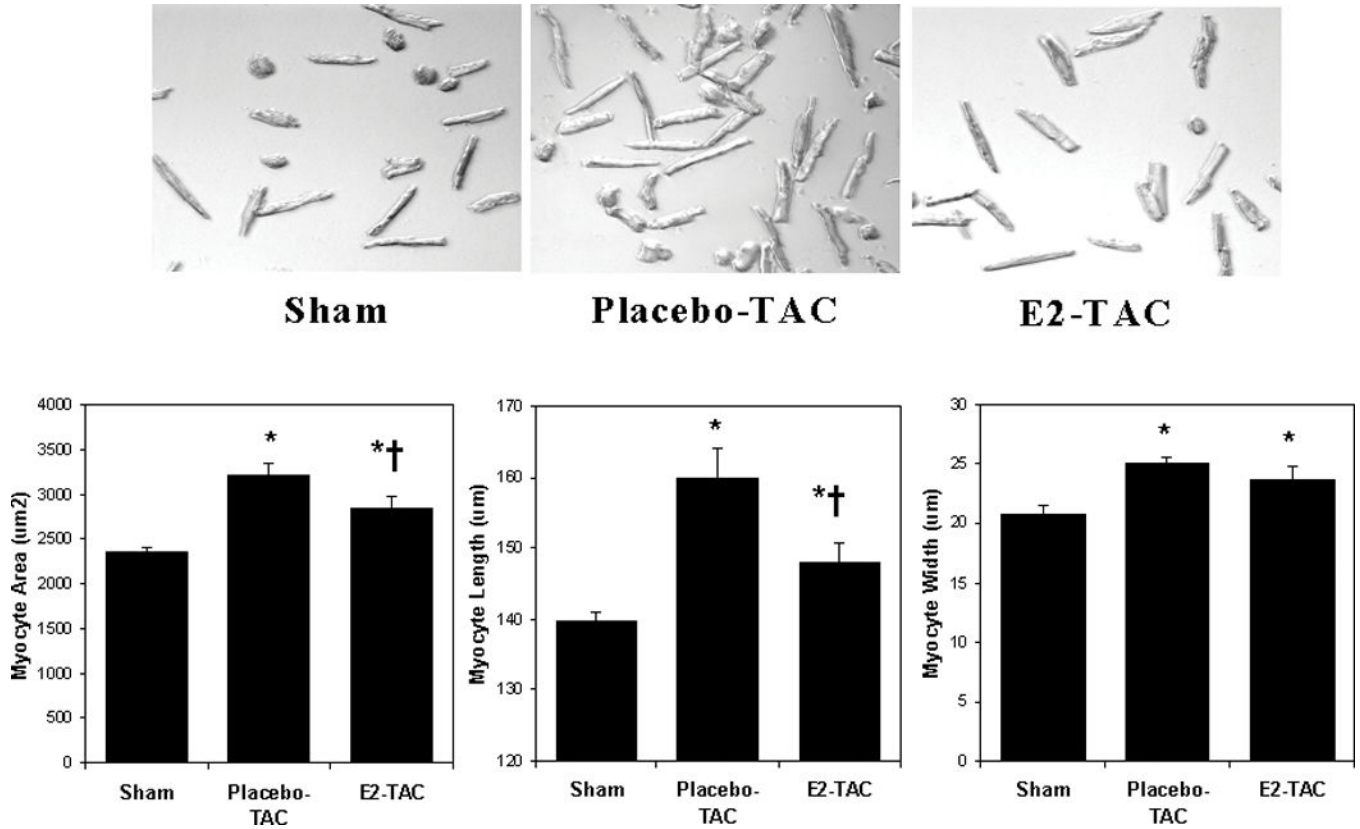 Sham
Placebo-TAC
E2-TAC
Myocyte Area (um2)
4000
3500
3000
2500
2000
1500
1000
500
0
*
*†
Sham
Placebo-
TAC
E2-TAC
Myocyte Length (um)
170
160
150
140
130
120
*
*†
Sham
Placebo-
TAC
E2-TAC
Myocyte Width (um)
30
25
20
15
10
5
0
*
*
Sham
Placebo-
TAC
E2-TAC